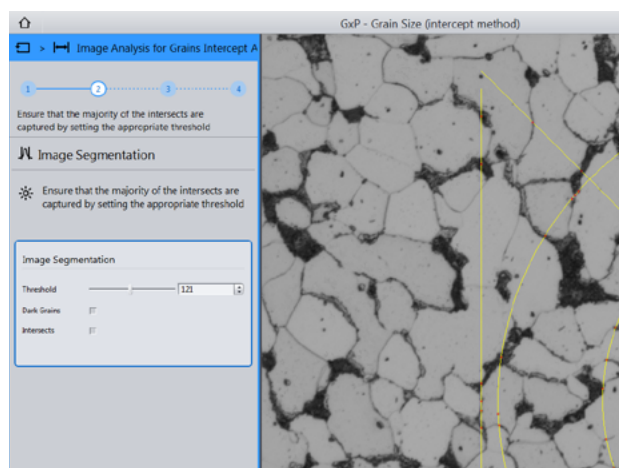 GxP - Grain Size (intercept method)
> Image Analysis for Grains Intercept A
1 2 3 4
Ensure that the majority of the intersects are
captured by setting the appropriate threshold
Image Segmentation
Ensure that the majority of the intersects are
captured by setting the appropriate threshold
Image Segmentation
Threshold 121
Dark Grains
Intersects